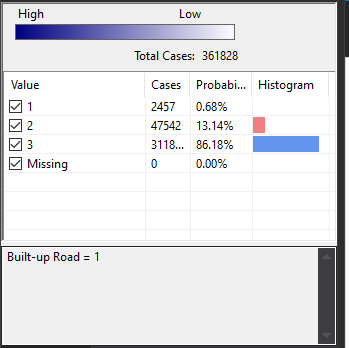 High Low
Total Cases: 361828
Value Cases Probabi... Histogram
1 2457 0.68%
2 47542 13.14%
3 3118... 86.18%
Missing 0 0.00%
Built-up Road = 1